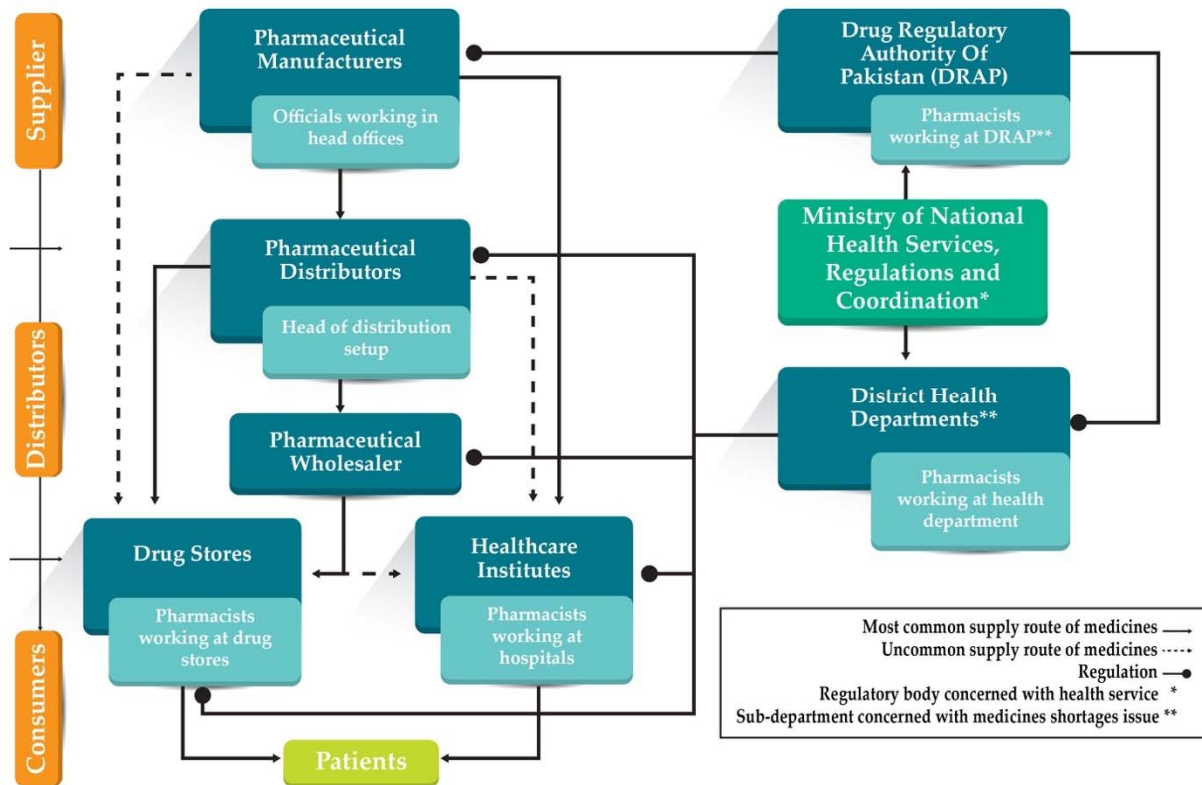 Supplier
Distributors
Consumers
Pharmaceutical
Manufacturers
Officials working in
head offices
Pharmaceutical
Distributors
Head of distribution
setup
Pharmaceutical
Wholesaler
Drug Stores
Pharmacists
working at drug
stores
Healthcare
Institutes
Pharmacists
working at
hospitals
Patients
Drug Regulatory
Authority Of
Pakistan (DRAP)
Pharmacists
working at DRAP**
Ministry of National
Health Services,
Regulations and
Coordination*
District Health
Departments**
Pharmacists
working at health
department
Most common supply route of medicines
Uncommon supply route of medicines
Regulation
Regulatory body concerned with health service *
Sub-department concerned with medicines shortages issue **